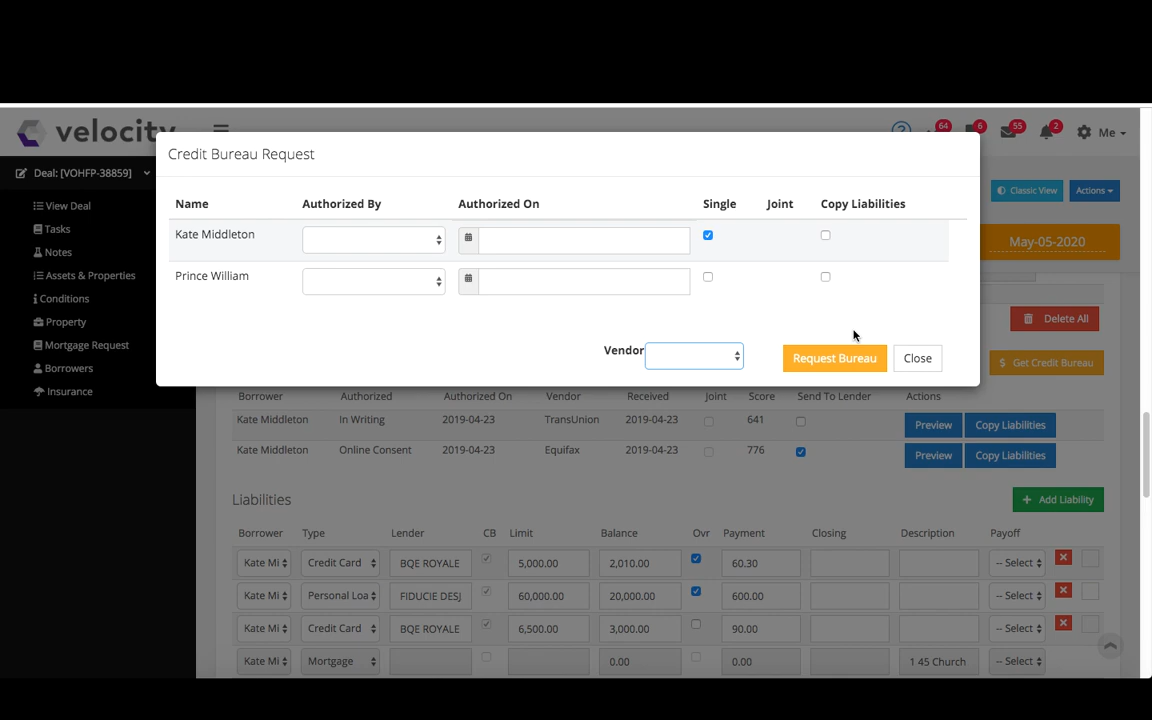 velocity
64
6
55
2
Me
Deal: [VOHFP-38859]
View Deal
Tasks
Notes
Assets & Properties
Conditions
Property
Mortgage Request
Borrowers
Insurance
Classic View
Actions
May-05-2020
Delete All
$ Get Credit Bureau
Credit Bureau Request
Name Authorized By Authorized On Single Joint Copy Liabilities
Kate Middleton
Prince William
Vendor
Request Bureau Close
Borrower Authorized Authorized On Vendor Received Joint Score Send To Lender Actions
Kate Middleton In Writing 2019-04-23 TransUnion 2019-04-23 641 Preview Copy Liabilities
Kate Middleton Online Consent 2019-04-23 Equifax 2019-04-23 776 Preview Copy Liabilities
Liabilities
+ Add Liability
Borrower Type Lender CB Limit Balance Ovr Payment Closing Description Payoff
Kate Mi Credit Card BQE ROYALE 5,000.00 2,010.00 60.30 -- Select
Kate Mi Personal Loa FIDUCIE DESJ 60,000.00 20,000.00 600.00 -- Select
Kate Mi Credit Card BQE ROYALE 6,500.00 3,000.00 90.00 -- Select
Kate Mi Mortgage 0.00 0.00 1 45 Church -- Select